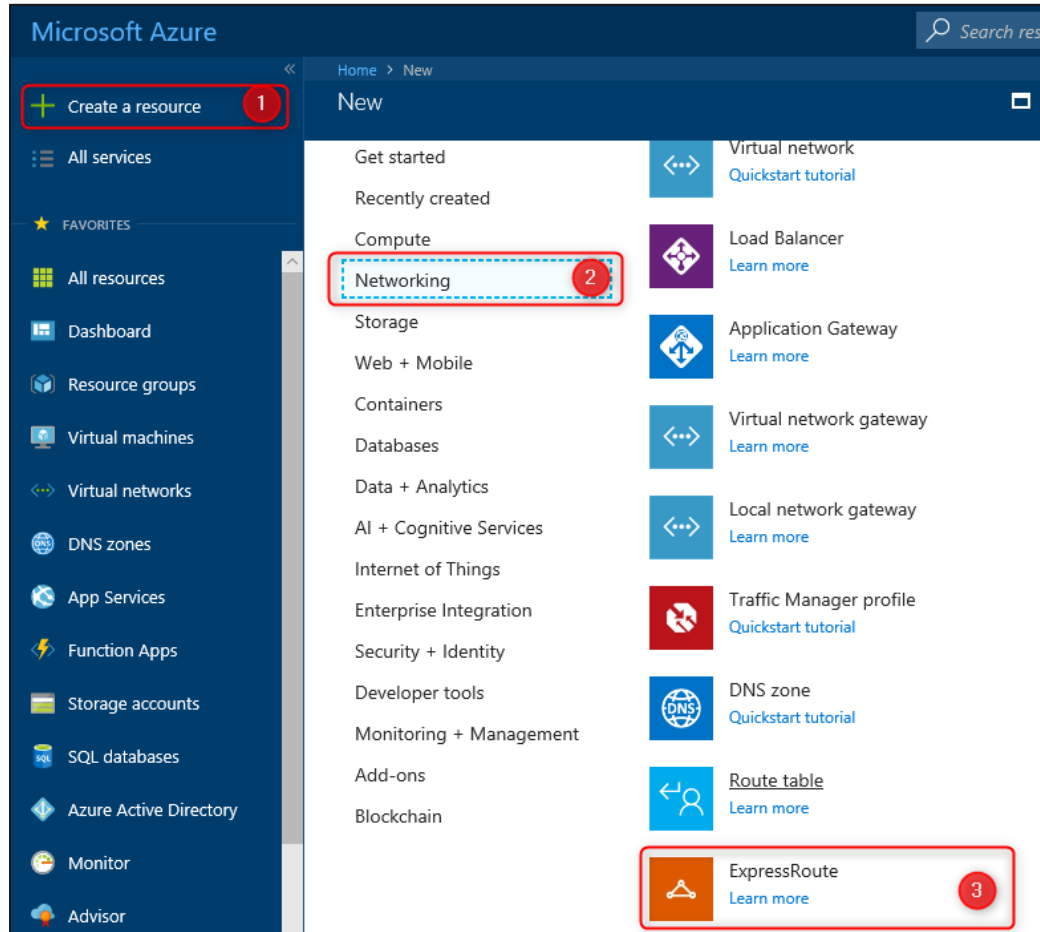 Microsoft Azure
Search res
Home > New
Create a resource
1
New
All services
FAVORITES
All resources
Dashboard
Resource groups
Virtual machines
Virtual networks
DNS zones
App Services
Function Apps
Storage accounts
SQL
SQL databases
Azure Active Directory
Monitor
Advisor
Get started
Recently created
Compute
Networking
2
Storage
Web + Mobile
Containers
Databases
Data + Analytics
AI + Cognitive Services
Internet of Things
Enterprise Integration
Security + Identity
Developer tools
Monitoring + Management
Add-ons
Blockchain
Virtual network
Quickstart tutorial
Load Balancer
Learn more
Application Gateway
Learn more
Virtual network gateway
Learn more
Local network gateway
Learn more
Traffic Manager profile
Quickstart tutorial
DNS
DNS zone
Quickstart tutorial
Route table
Learn more
ExpressRoute
Learn more
3